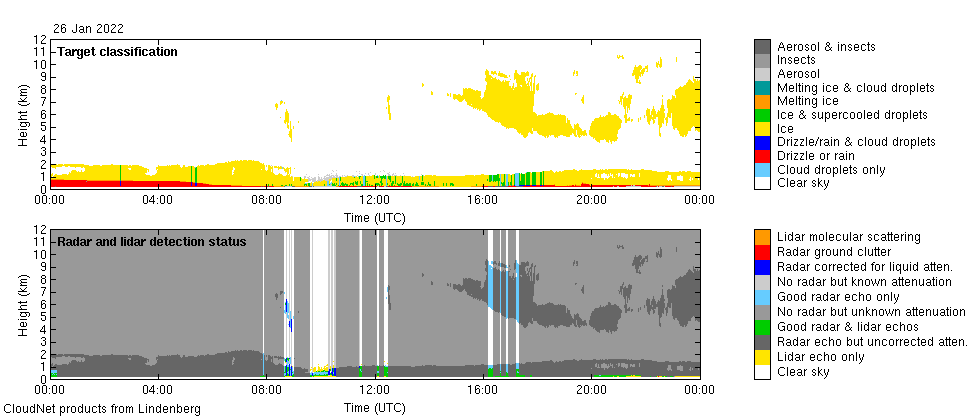 26 Jan 2022
Target classification
12
11
10
9
8
7
6
5
4
3
2
1
0
Height (km)
00:00 04:00 08:00 12:00 16:00 20:00 00:00
Time (UTC)
Aerosol & insects
Insects
Aerosol
Melting ice & cloud droplets
Melting ice
Ice & supercooled droplets
Ice
Drizzle/rain & cloud droplets
Drizzle or rain
Cloud droplets only
Clear sky
Radar and lidar detection status
12
11
10
9
8
7
6
5
4
3
2
1
0
Height (km)
00:00 04:00 08:00 12:00 16:00 20:00 00:00
Time (UTC)
Lidar molecular scattering
Radar ground clutter
Radar corrected for liquid atten.
No radar but known attenuation
Good radar echo only
No radar but unknown attenuation
Good radar & lidar echos
Radar echo but uncorrected atten.
Lidar echo only
Clear sky
CloudNet products from Lindenberg